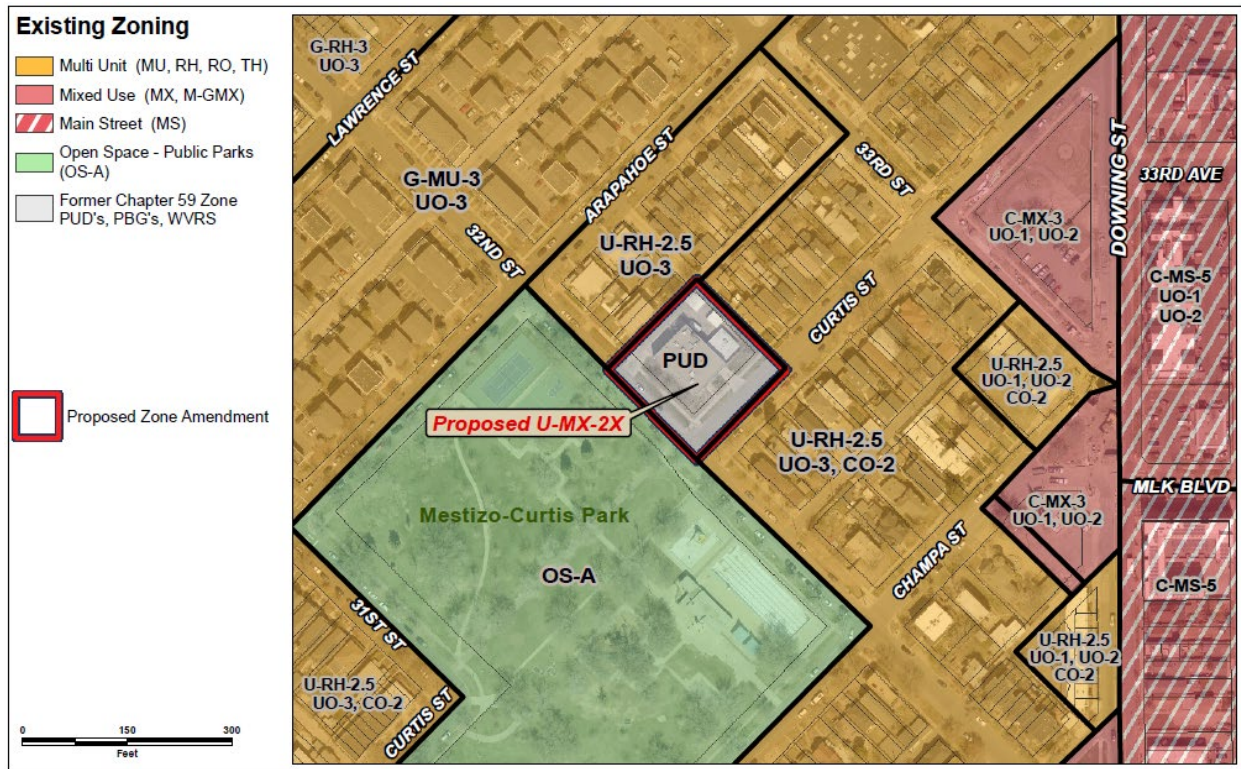 Existing Zoning
Multi Unit (MU, RH, RO, TH)
Mixed Use (MX, M-GMX)
Main Street (MS)
Open Space - Public Parks
(OS-A)
Former Chapter 59 Zone
PUD's, PBG's, WVRS
Proposed Zone Amendment
0 150 300
Feet
G-RH-3
UO-3
LAWRENCE ST
G-MU-3
UO-3
ARAPAHOE ST
33RD ST
32ND ST
U-RH-2.5
UO-3
DOWNING ST
33RD AVE
C-MX-3
UO-1, UO-2
C-MS-5
UO-1
UO-2
CURTIS ST
PUD
Proposed U-MX-2X
U-RH-2.5
UO-1, UO-2
CO-2
U-RH-2.5
UO-3, CO-2
MLK BLVD
C-MX-3
UO-1, UO-2
Mestizo-Curtis Park
OS-A
CHAMPA ST
C-MS-5
31ST ST
U-RH-2.5
UO-1, UO-2
CO-2
U-RH-2.5
UO-3, CO-2
CURTIS ST